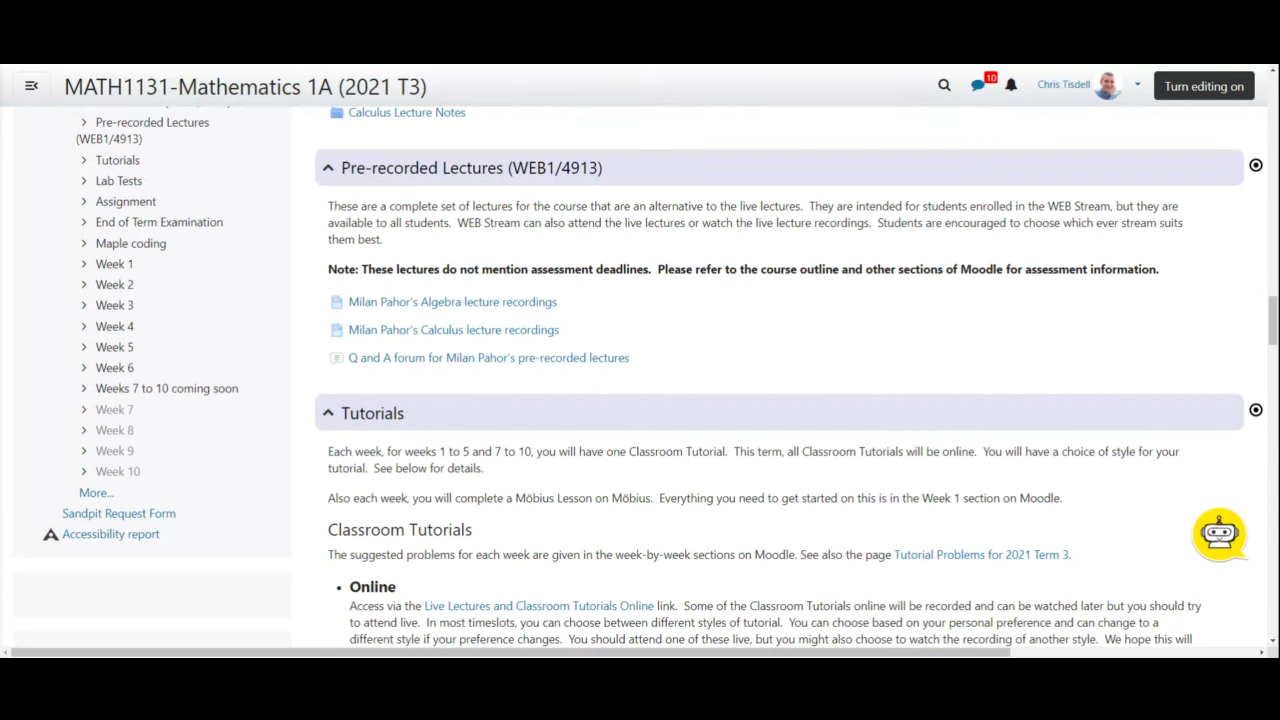 MATH1131-Mathematics 1A (2021 T3)
10
Chris Tisdell
Turn editing on
Pre-recorded Lectures
(WEB1/4913)
Tutorials
Lab Tests
Assignment
End of Term Examination
Maple coding
Week 1
Week 2
Week 3
Week 4
Week 5
Week 6
Weeks 7 to 10 coming soon
Week 7
Week 8
Week 9
Week 10
More...
Sandpit Request Form
Accessibility report
Calculus Lecture Notes
Pre-recorded Lectures (WEB1/4913)
These are a complete set of lectures for the course that are an alternative to the live lectures. They are intended for students enrolled in the WEB Stream, but they are
available to all students. WEB Stream can also attend the live lectures or watch the live lecture recordings. Students are encouraged to choose which ever stream suits
them best.
Note: These lectures do not mention assessment deadlines. Please refer to the course outline and other sections of Moodle for assessment information.
Milan Pahor's Algebra lecture recordings
Milan Pahor's Calculus lecture recordings
Q and A forum for Milan Pahor's pre-recorded lectures
Tutorials
Each week, for weeks 1 to 5 and 7 to 10, you will have one Classroom Tutorial. This term, all Classroom Tutorials will be online. You will have a choice of style for your
tutorial. See below for details.
Also each week, you will complete a Möbius Lesson on Möbius. Everything you need to get started on this is in the Week 1 section on Moodle.
Classroom Tutorials
The suggested problems for each week are given in the week-by-week sections on Moodle. See also the page Tutorial Problems for 2021 Term 3.
• Online
Access via the Live Lectures and Classroom Tutorials Online link. Some of the Classroom Tutorials online will be recorded and can be watched later but you should try
to attend live. In most timeslots, you can choose between different styles of tutorial. You can choose based on your personal preference and can change to a
different style if your preference changes. You should attend one of these live, but you might also choose to watch the recording of another style. We hope this will